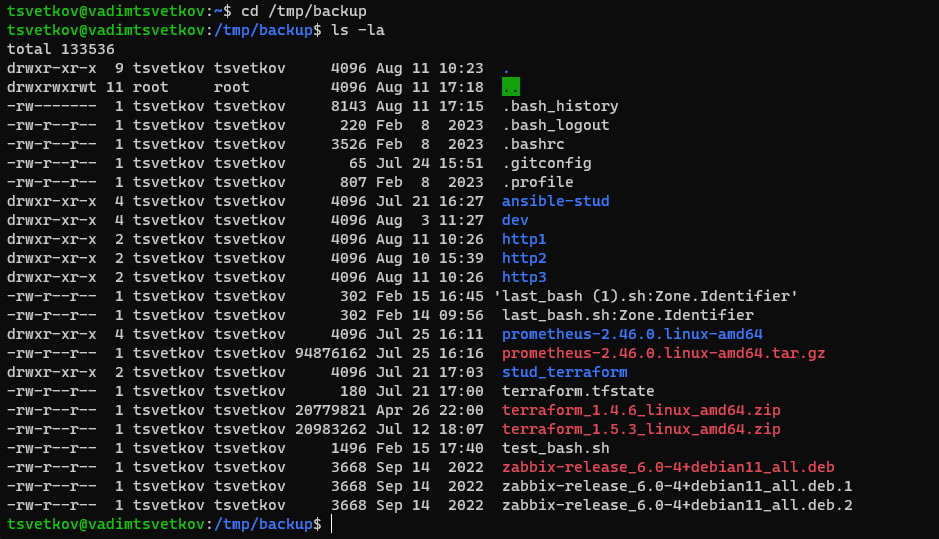 tsvetkov@vadimtsvetkov:~$ cd /tmp/backup
tsvetkov@vadimtsvetkov:/tmp/backup$ ls -la
total 133536
drwxr-xr-x  9 tsvetkov tsvetkov     4096 Aug 11 10:23  .
drwxrwxrwt 11 root     root         4096 Aug 11 17:18  ..
-rw-------  1 tsvetkov tsvetkov     8143 Aug 11 17:15  .bash_history
-rw-r--r--  1 tsvetkov tsvetkov      220 Feb  8  2023  .bash_logout
-rw-r--r--  1 tsvetkov tsvetkov     3526 Feb  8  2023  .bashrc
-rw-r--r--  1 tsvetkov tsvetkov       65 Jul 24 15:51  .gitconfig
-rw-r--r--  1 tsvetkov tsvetkov      807 Feb  8  2023  .profile
drwxr-xr-x  4 tsvetkov tsvetkov     4096 Jul 21 16:27  ansible-stud
drwxr-xr-x  4 tsvetkov tsvetkov     4096 Aug  3 11:27  dev
drwxr-xr-x  2 tsvetkov tsvetkov     4096 Aug 11 10:26  http1
drwxr-xr-x  2 tsvetkov tsvetkov     4096 Aug 10 15:39  http2
drwxr-xr-x  2 tsvetkov tsvetkov     4096 Aug 11 10:26  http3
-rw-r--r--  1 tsvetkov tsvetkov      302 Feb 15 16:45 'last_bash (1).sh:Zone.Identifier'
-rw-r--r--  1 tsvetkov tsvetkov      302 Feb 14 09:56  last_bash.sh:Zone.Identifier
drwxr-xr-x  4 tsvetkov tsvetkov     4096 Jul 25 16:11  prometheus-2.46.0.linux-amd64
-rw-r--r--  1 tsvetkov tsvetkov 94876162 Jul 25 16:16  prometheus-2.46.0.linux-amd64.tar.gz
drwxr-xr-x  2 tsvetkov tsvetkov     4096 Jul 21 17:03  stud_terraform
-rw-r--r--  1 tsvetkov tsvetkov      180 Jul 21 17:00  terraform.tfstate
-rw-r--r--  1 tsvetkov tsvetkov 20779821 Apr 26 22:00  terraform_1.4.6_linux_amd64.zip
-rw-r--r--  1 tsvetkov tsvetkov 20983262 Jul 12 18:07  terraform_1.5.3_linux_amd64.zip
-rw-r--r--  1 tsvetkov tsvetkov     1496 Feb 15 17:40  test_bash.sh
-rw-r--r--  1 tsvetkov tsvetkov     3668 Sep 14  2022  zabbix-release_6.0-4+debian11_all.deb
-rw-r--r--  1 tsvetkov tsvetkov     3668 Sep 14  2022  zabbix-release_6.0-4+debian11_all.deb.1
-rw-r--r--  1 tsvetkov tsvetkov     3668 Sep 14  2022  zabbix-release_6.0-4+debian11_all.deb.2
tsvetkov@vadimtsvetkov:/tmp/backup$